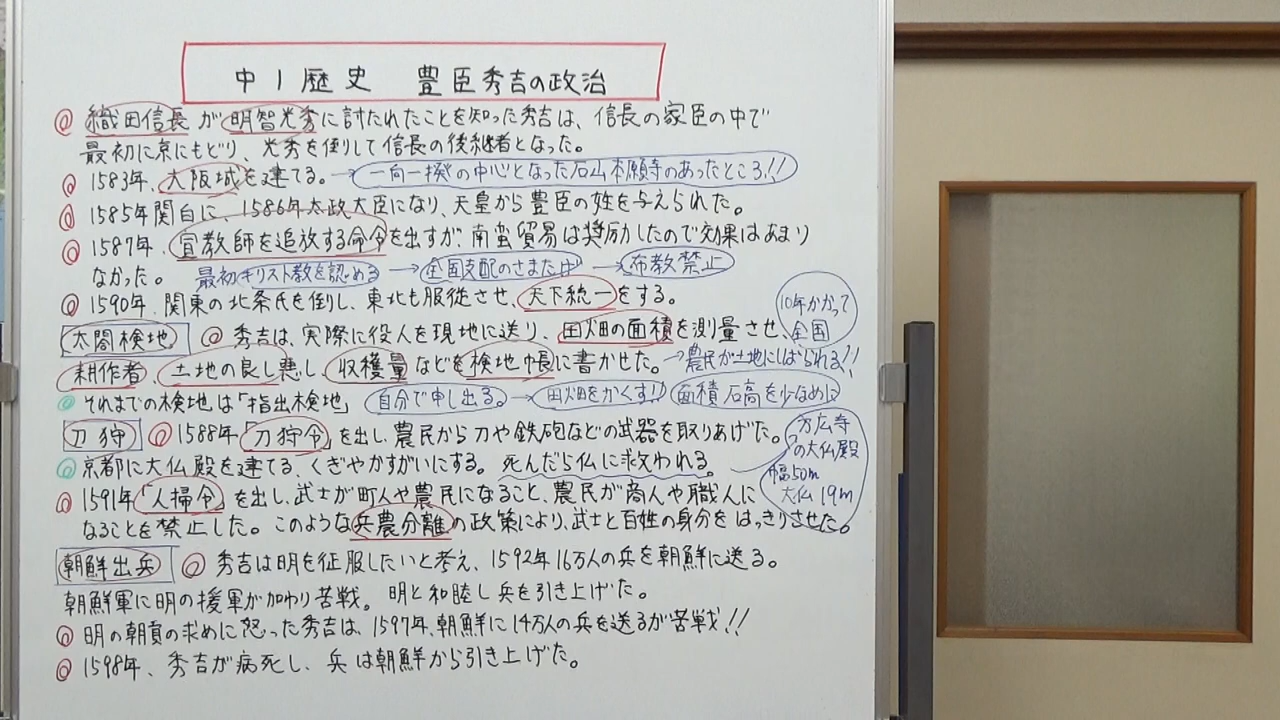 中1歴史 豊臣秀吉の政治
◎ 織田信長が明智光秀に討たれたことを知った秀吉は、信長の家臣の中で
最初に京にもどり、光秀を倒して信長の後継者となった。
◎ 1583年、大阪城を建てる。→一向一揆の中心となった石山本願寺のあったところ!!
◎ 1585年関白に、1586年太政大臣になり、天皇から豊臣の姓を与えられた。
◎ 1587年、宣教師を追放する命令を出すが、南蛮貿易は奨励したので効果はあまり
なかった。 最初キリスト教を認める→全国支配のさまたげ→布教禁止
◎ 1590年、関東の北条氏を倒し、東北も服従させ、天下統一をする。
10年かかって
全国
太閤検地 ◎ 秀吉は、実際に役人を現地に送り、田畑の面積を測量させ、
耕作者、土地の良し悪し、収穫量などを検地帳に書かせた。→農民が土地にしばられる!!
◎ それまでの検地は「指出検地」 自分で申し出る。→田畑をかくす!! 面積石高を少なめに
刀狩 ◎ 1588年「刀狩令」を出し、農民から刀や鉄砲などの武器を取りあげた。
方広寺
の大仏殿
幅50m
大仏19m
◎ 京都に大仏殿を建てる、くぎやかすがいにする。死んだら仏に求われる。
◎ 1591年「人掃令」を出し、武士が町人や農民になること、農民が商人や職人に
なることを禁止した。このような兵農分離の政策により、武士と百姓の身分をはっきりさせた。
朝鮮出兵 ◎ 秀吉は明を征服したいと考え、1592年16万人の兵を朝鮮に送る。
朝鮮軍に明の援軍が加わり苦戦。明と和睦し兵を引き上げた。
◎ 明の朝貢の求めに怒った秀吉は、1597年、朝鮮に14万人の兵を送るが苦戦!!
◎ 1598年、秀吉が病死し、兵は朝鮮から引き上げた。